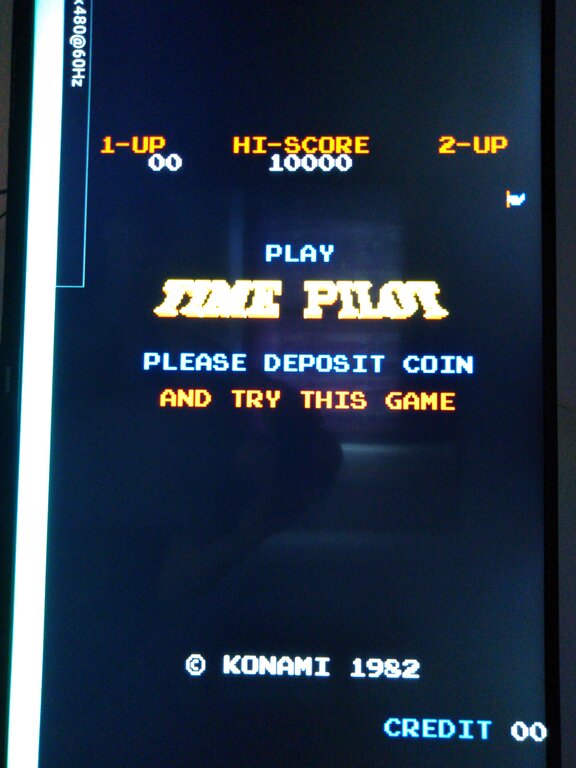 x480@60Hz
1-UP HI-SCORE 2-UP
00 10000
PLAY
TIME PILOT
PLEASE DEPOSIT COIN
AND TRY THIS GAME
© KONAMI 1982
CREDIT 00